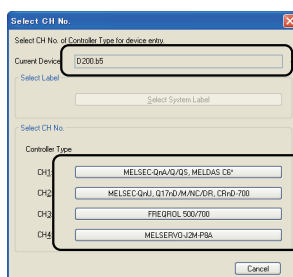 Select CH No.
Select CH No. of Controller Type for device entry.
Current Device D200.b5
Select Label
Select System Label
Select CH No.
Controller Type
CH1: MELSEC-QnA/Q/QS, MELDAS C6*
CH2: MELSEC-QnU, Q17nD/M/NC/DR, CRnD-700
CH3: FREQROL 500/700
CH4: MELSERVO-J2M-P8A
Cancel